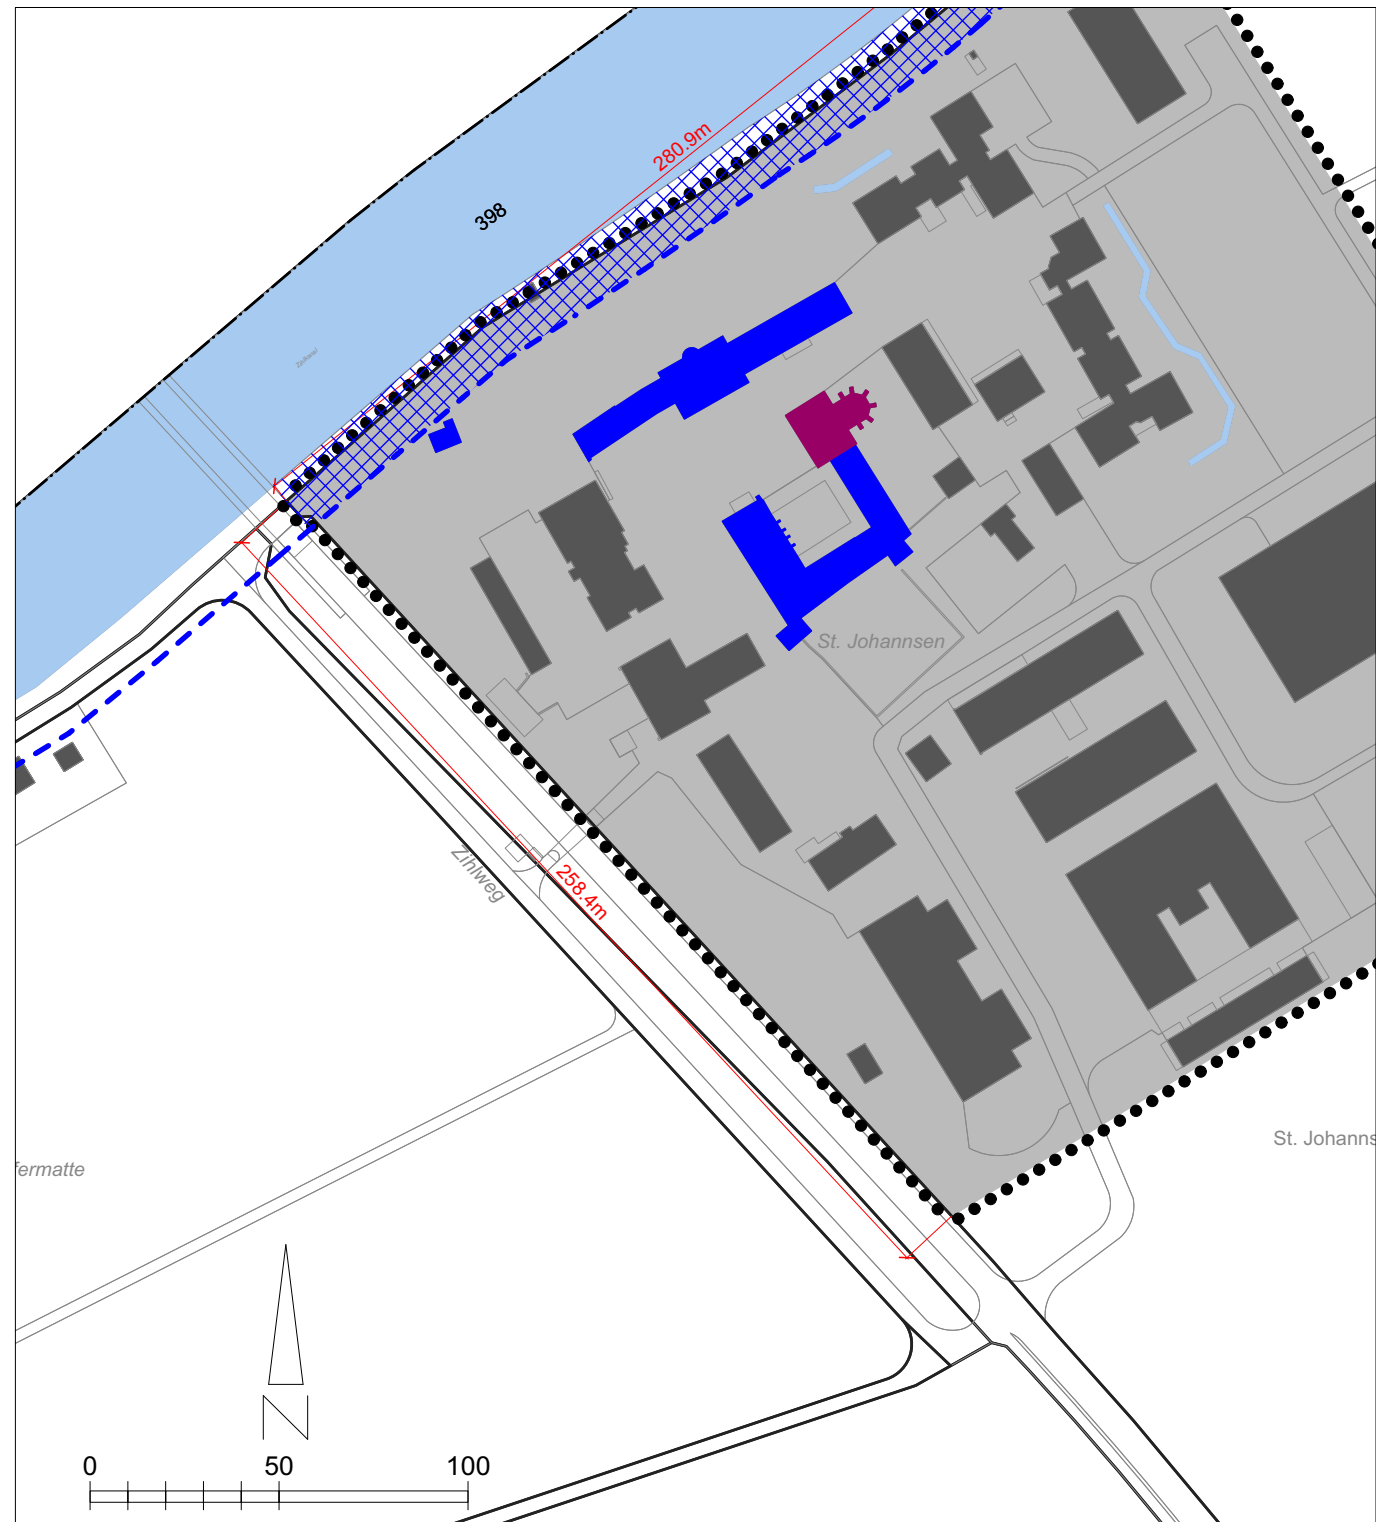 280.9m
398
St. Johannsen
Zihlweg
258.4m
St. Johanns
fermatte
N
0 50 100